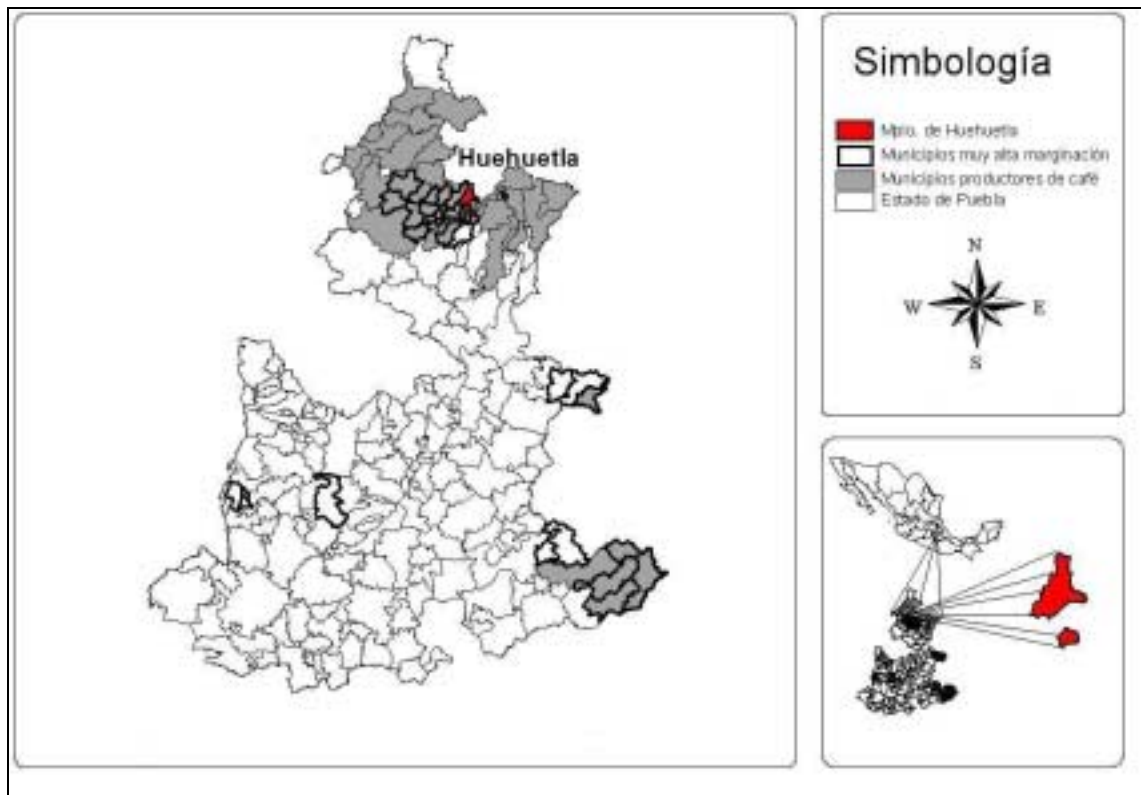 Huehuetla
Simbología
Mpio. de Huehuetla
Municipios muy alta marginación
Municipios productores de café
Estado de Puebla
N
W E
S